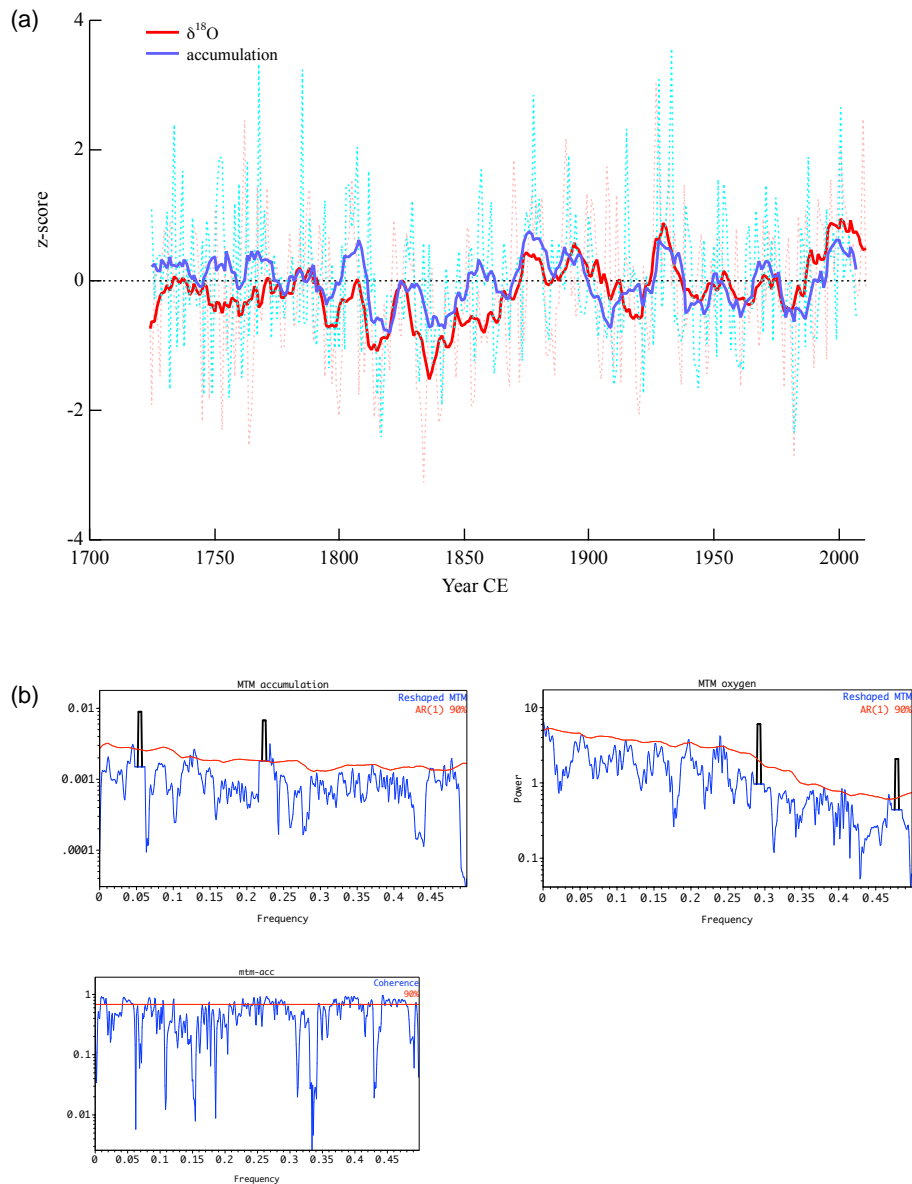 (a)
4
2
0
-2
-4
z-score
δ18O
accumulation
1700 1750 1800 1850 1900 1950 2000
Year CE
(b)
MTM accumulation
Reshaped MTM
AR(1) 90%
0.01
0.001
.0001
0 0.05 0.1 0.15 0.2 0.25 0.3 0.35 0.4 0.45
Frequency
MTM oxygen
Reshaped MTM
AR(1) 90%
10
1
0.1
Power
0 0.05 0.1 0.15 0.2 0.25 0.3 0.35 0.4 0.45
Frequency
mtm-acc
Coherence
90%
1
0.1
0.01
0 0.05 0.1 0.15 0.2 0.25 0.3 0.35 0.4 0.45
Frequency